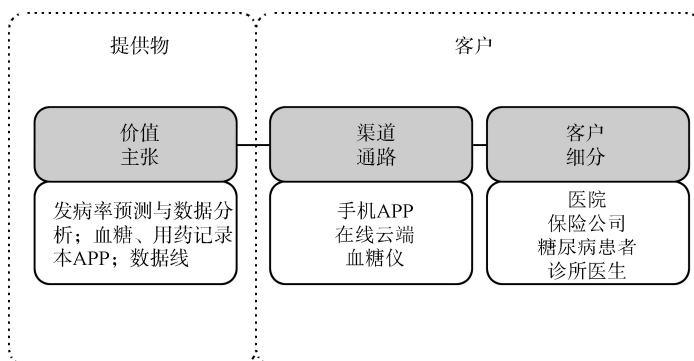 提供物
客户
价值
主张
渠道
通路
客户
细分
发病率预测与数据分
析；血糖、用药记录
本APP；数据线
手机APP
在线云端
血糖仪
医院
保险公司
糖尿病患者
诊所医生